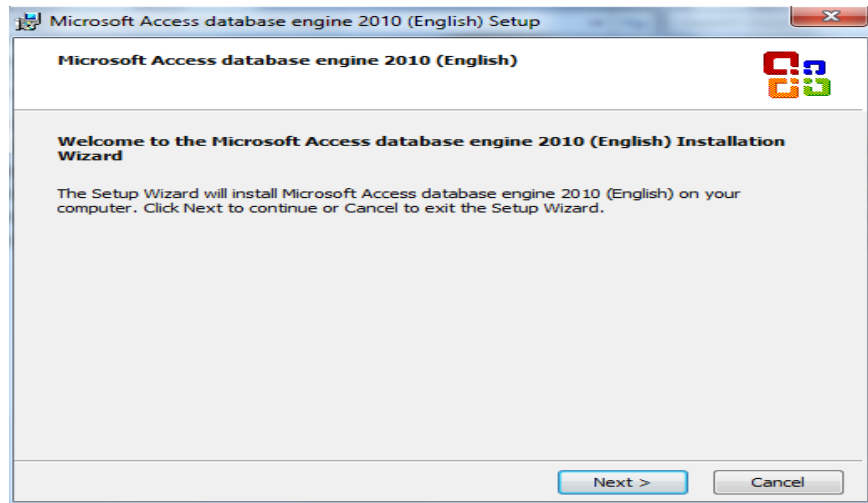 Microsoft Access database engine 2010 (English) Setup
Microsoft Access database engine 2010 (English)
Welcome to the Microsoft Access database engine 2010 (English) Installation
Wizard
The Setup Wizard will install Microsoft Access database engine 2010 (English) on your
computer. Click Next to continue or Cancel to exit the Setup Wizard.
Next >
Cancel